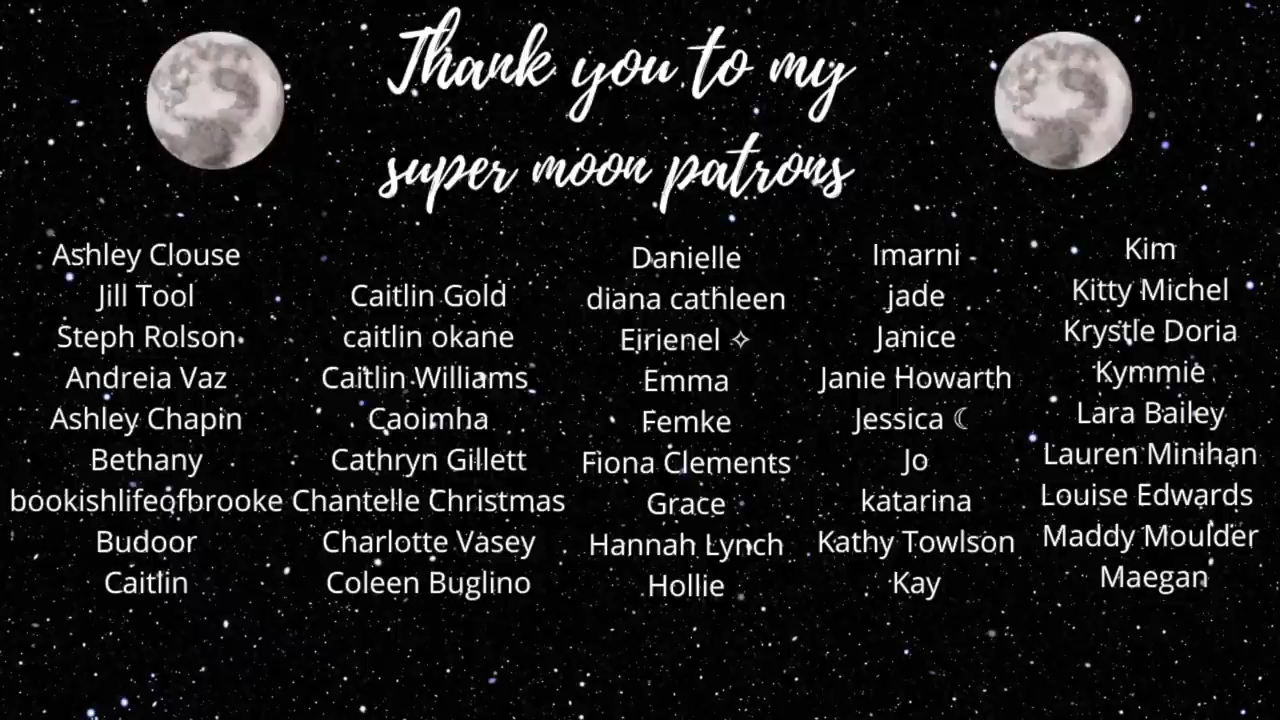 Thank you to my
super moon patrons
Ashley Clouse
Jill Tool
Steph Rolson
Andreia Vaz
Ashley Chapin
Bethany
bookishlifeofbrooke
Budoor
Caitlin
Caitlin Gold
caitlin okane
Caitlin Williams
Caoimha
Cathryn Gillett
Chantelle Christmas
Charlotte Vasey
Coleen Buglino
Danielle
diana cathleen
Eirienel ✧
Emma
Femke
Fiona Clements
Grace
Hannah Lynch
Hollie
Imarni
jade
Janice
Janie Howarth
Jessica ☾
Jo
katarina
Kathy Towlson
Kay
Kim
Kitty Michel
Krystle Doria
Kymmie
Lara Bailey
Lauren Minihan
Louise Edwards
Maddy Moulder
Maegan